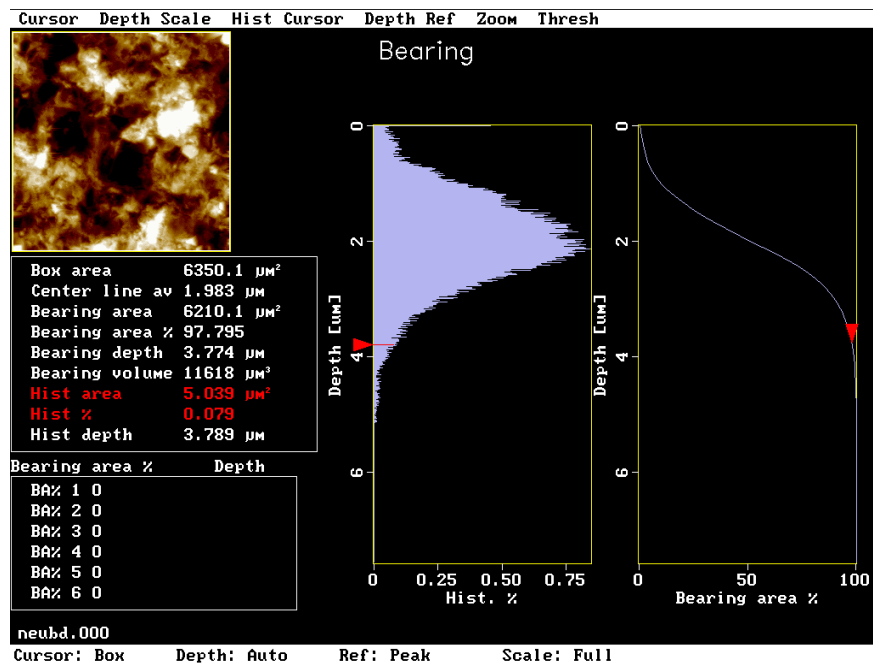 Cursor Depth Scale Hist Cursor Depth Ref Zoom Thresh
Bearing
Box area 6350.1 µm²
Center line av 1.983 µm
Bearing area 6210.1 µm²
Bearing area % 97.795
Bearing depth 3.774 µm
Bearing volume 11618 µm³
Hist area 5.039 µm²
Hist % 0.079
Hist depth 3.789 µm
Bearing area % Depth
BA% 1 0
BA% 2 0
BA% 3 0
BA% 4 0
BA% 5 0
BA% 6 0
0
2
4
6
Depth [µm]
0 0.25 0.50 0.75
Hist. %
0
2
4
6
Depth [µm]
0 50 100
Bearing area %
neubd.000
Cursor: Box Depth: Auto Ref: Peak Scale: Full